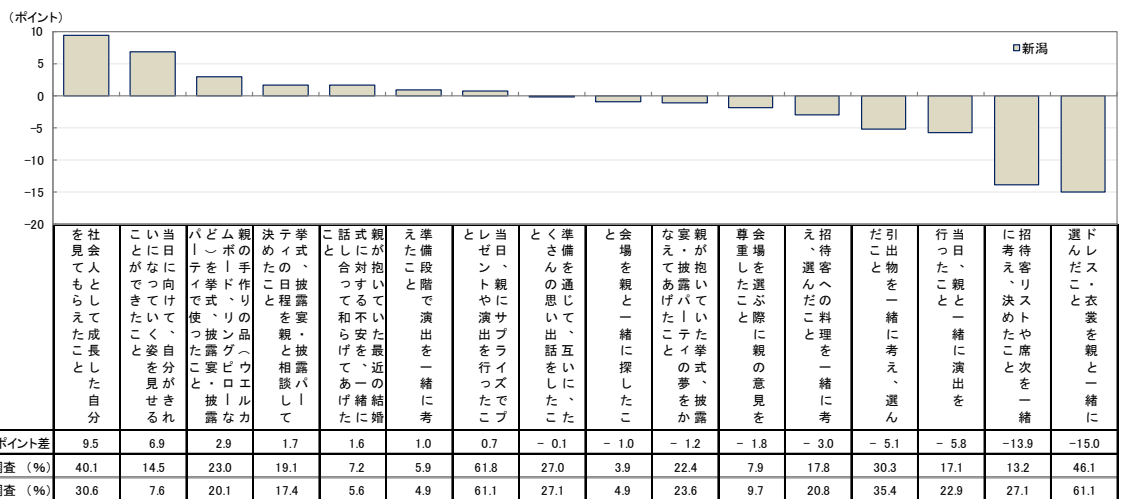 (ポイント)
10
5
0
-5
-10
-15
-20
新潟
社会人として成長した自分
を見てもらえたこと
当日に向けて、自分がきれ
いになっていく姿を見せる
ことができたこと
親の手作りの品(ウエルカ
ムボード、リングピローな
ど)を挙式、披露宴・披露
パーティで使ったこと
挙式、披露宴・披露パー
ティの日程を親と相談して
決めたこと
親が抱いていた最近の結婚
式に対する不安を、一緒に
話し合って和らげてあげた
こと
準備段階で演出を一緒に考
えたこと
当日、親にサプライズでプ
レゼントや演出を行ったこ
と
準備を通じて、互いに、た
くさんの思い出話をしたこ
と
会場を親と一緒に探したこ
と
親が抱いていた挙式、披露
宴・披露パーティの夢をか
なえてあげたこと
会場を選ぶ際に親の意見を
尊重したこと
招待客への料理を一緒に考
え、選んだこと
引出物を一緒に考え、選ん
だこと
当日、親と一緒に演出を
行ったこと
招待客リストや席次を一緒
に考え、決めたこと
ドレス・衣裳を親と一緒に
選んだこと
ポイント差 9.5 6.9 2.9 1.7 1.6 1.0 0.7 - 0.1 - 1.0 - 1.2 - 1.8 - 3.0 - 5.1 - 5.8 -13.9 -15.0
査 (%) 40.1 14.5 23.0 19.1 7.2 5.9 61.8 27.0 3.9 22.4 7.9 17.8 30.3 17.1 13.2 46.1
査 (%) 30.6 7.6 20.1 17.4 5.6 4.9 61.1 27.1 4.9 23.6 9.7 20.8 35.4 22.9 27.1 61.1